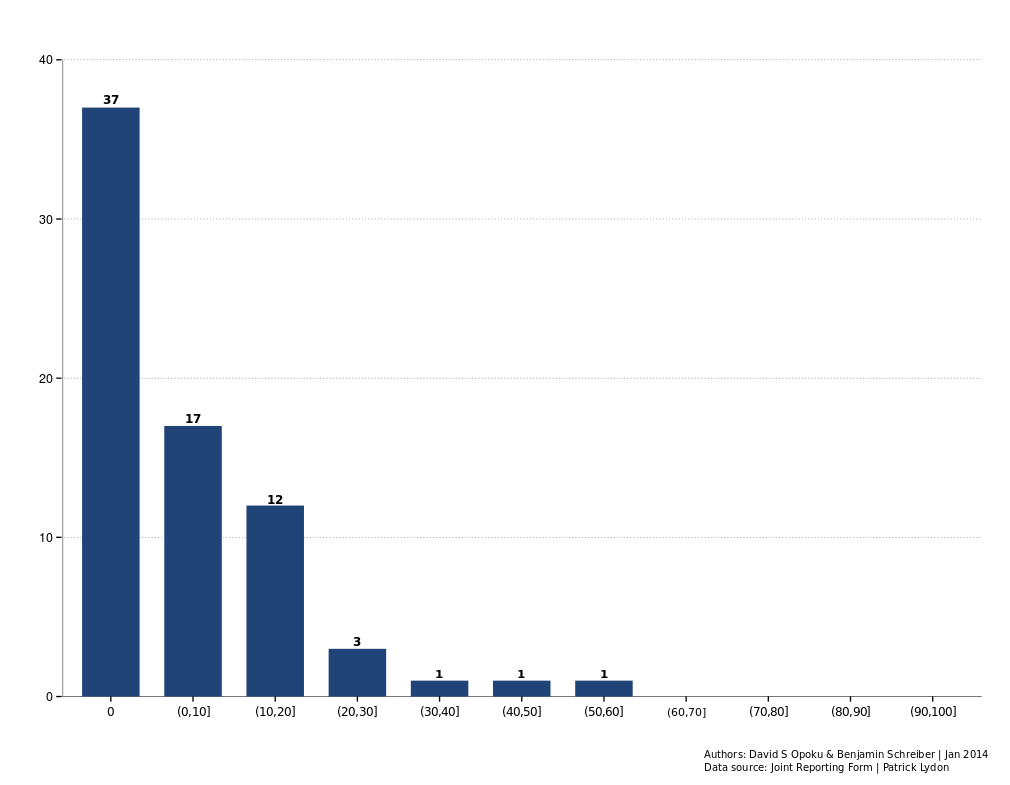 40
37
30
20
17
12
10
3
1 1 1
0
0 (0,10] (10,20] (20,30] (30,40] (40,50] (50,60] (60,70] (70,80] (80,90] (90,100]
Authors: David S Opoku & Benjamin Schreiber | Jan 2014
Data source: Joint Reporting Form | Patrick Lydon